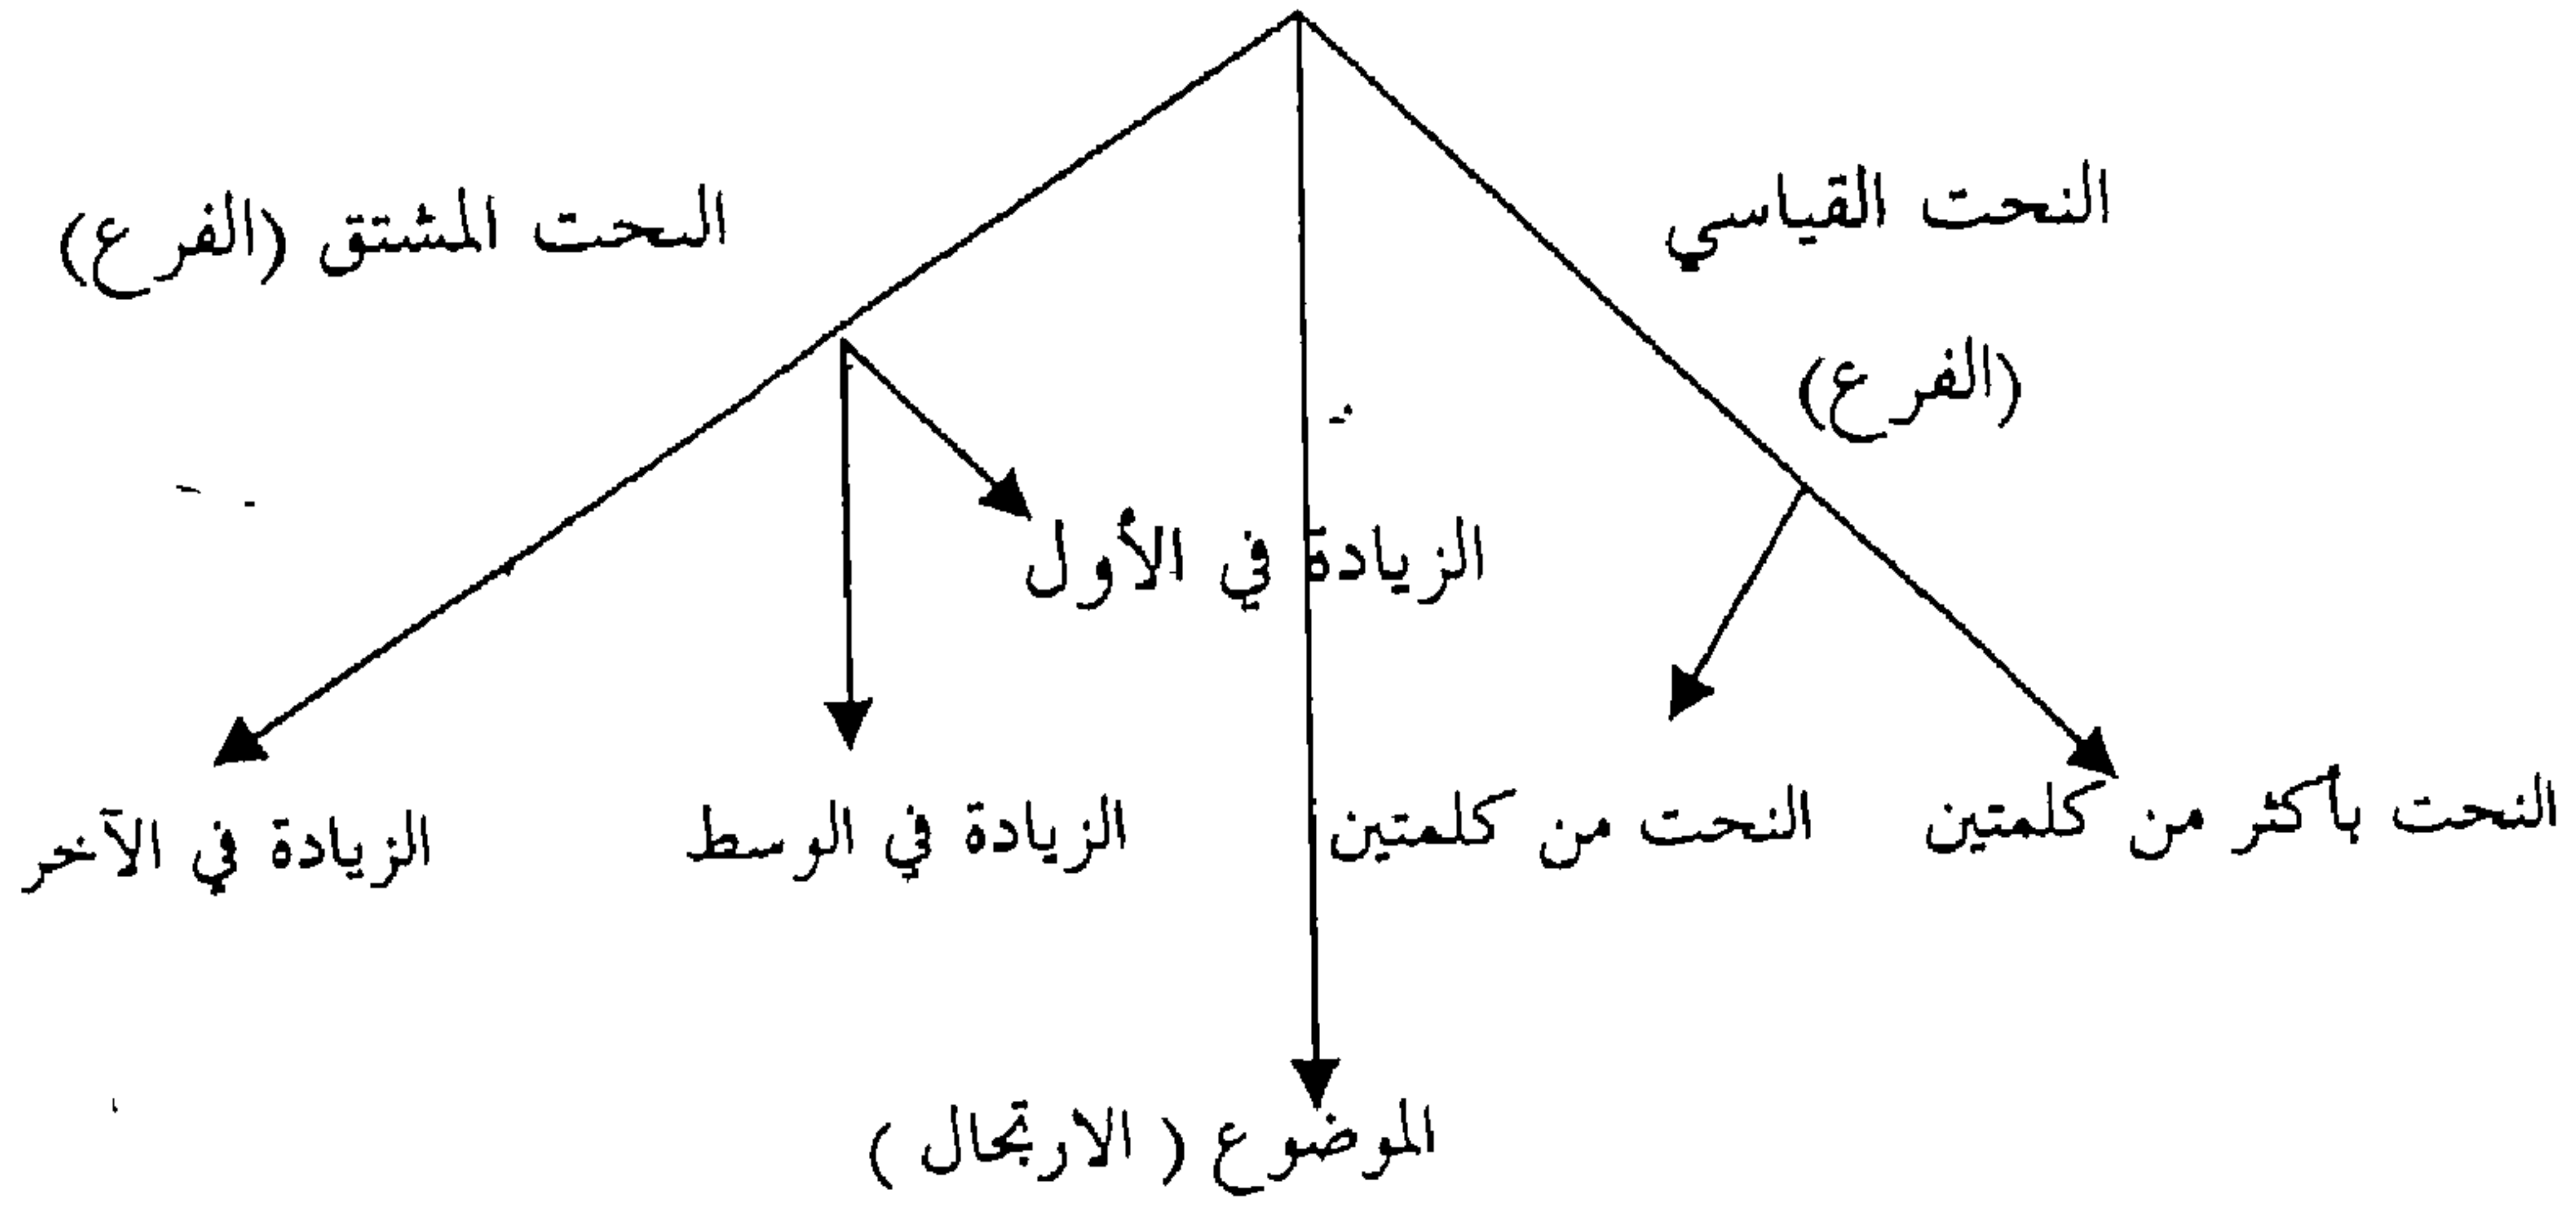 النحت القياسي
النحت المشتق (الفرع)
(الفرع)
الزيادة في الأول
النحت بأكثر من كلمتين
النحت من كلمتين
الزيادة في الوسط
الزيادة في الآخر
الموضوع ( الارتجال )